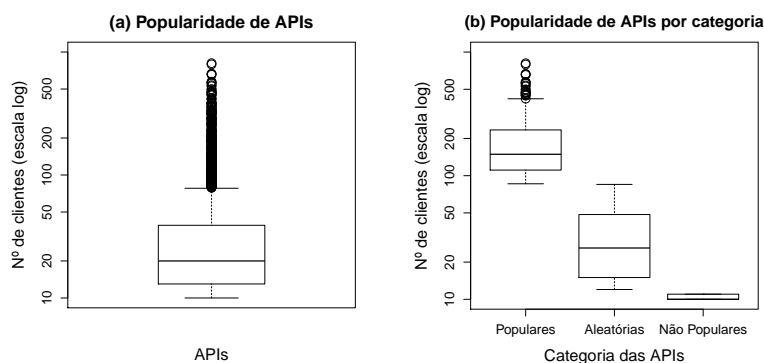 (a) Popularidade de APIs
Nº de clientes (escala log)
500
200
100
50
20
10
APIs
(b) Popularidade de APIs por categoria
Nº de clientes (escala log)
500
200
100
50
20
10
Populares Aleatórias Não Populares
Categoria das APIs